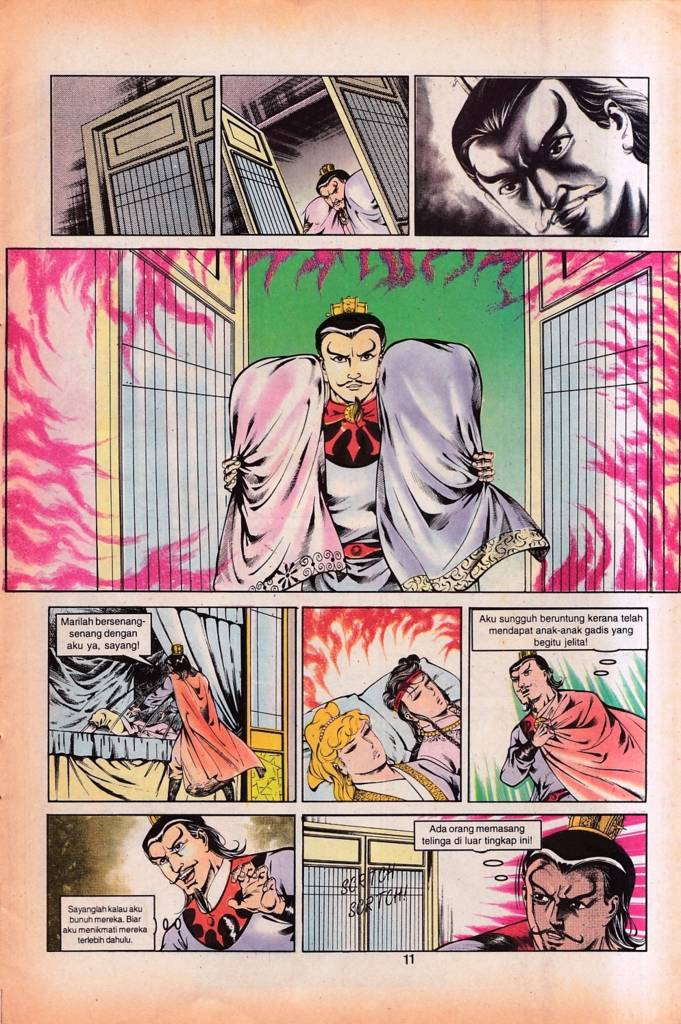 Marilah bersenang-
senang dengan
aku ya, sayang!
Aku sungguh beruntung kerana telah
mendapat anak-anak gadis yang
begitu jelita!
Sayanglah kalau aku
bunuh mereka. Biar
aku menikmati mereka
terlebih dahulu.
Ada orang memasang
telinga di luar tingkap ini!
SCRTCH
SCRTCH!
11